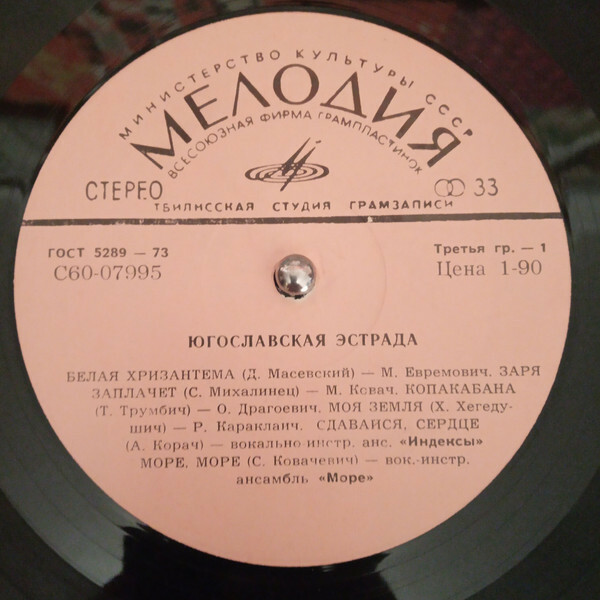 МИНИСТЕРСТВО КУЛЬТУРЫ СССР
МЕЛОДИЯ
ВСЕСОЮЗНАЯ ФИРМА ГРАМПЛАСТИНОК
СТЕРЕО
33
ТБИЛИССКАЯ СТУДИЯ ГРАМЗАПИСИ
ГОСТ 5289 — 73
Третья гр. — 1
С60-07995
Цена 1-90
ЮГОСЛАВСКАЯ ЭСТРАДА
БЕЛАЯ ХРИЗАНТЕМА (Д. Масевский) — М. Евремович. ЗАРЯ
ЗАПЛАЧЕТ (С. Михалинец) — М. Ковач. КОПАКАБАНА
(Т. Трумбич) — О. Драгоевич. МОЯ ЗЕМЛЯ (Х. Хегеду-
шич) — Р. Караклаич. СДАВАЙСЯ, СЕРДЦЕ
(А. Корач) — вокально-инстр. анс. «Индексы»
МОРЕ, МОРЕ (С. Ковачевич) — вок.-инстр.
ансамбль «Море»